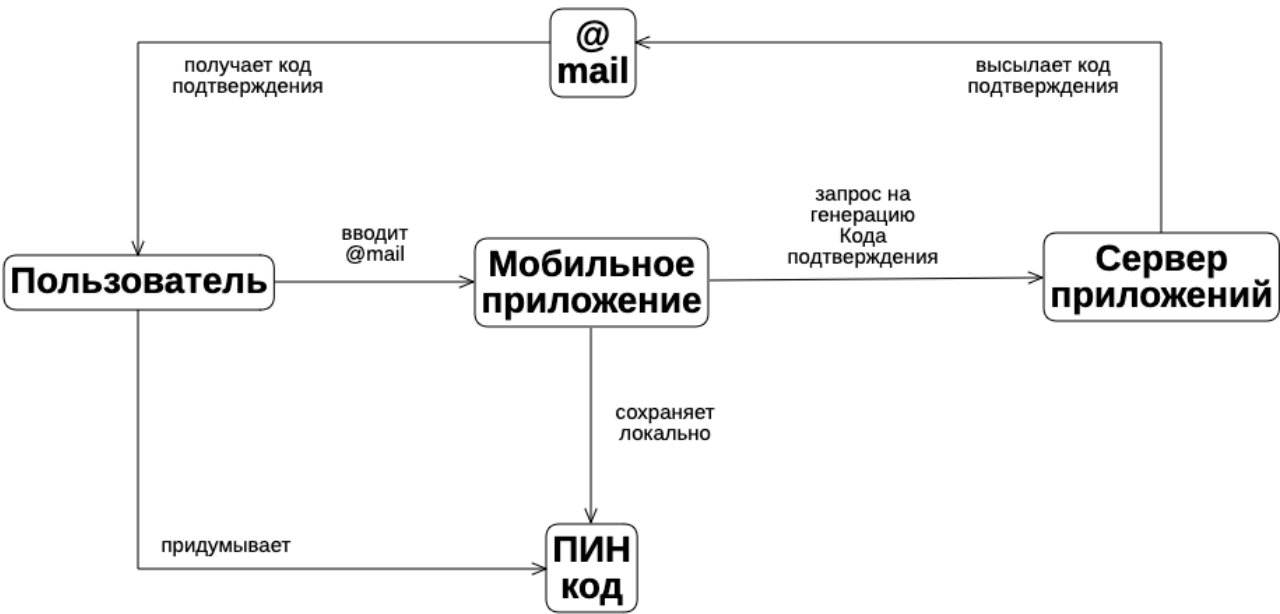 @
mail
получает код
подтверждения
высылает код
подтверждения
вводит
@mail
запрос на
генерацию
Кода
подтверждения
Пользователь
Мобильное
приложение
Сервер
приложений
сохраняет
локально
придумывает
ПИН
код